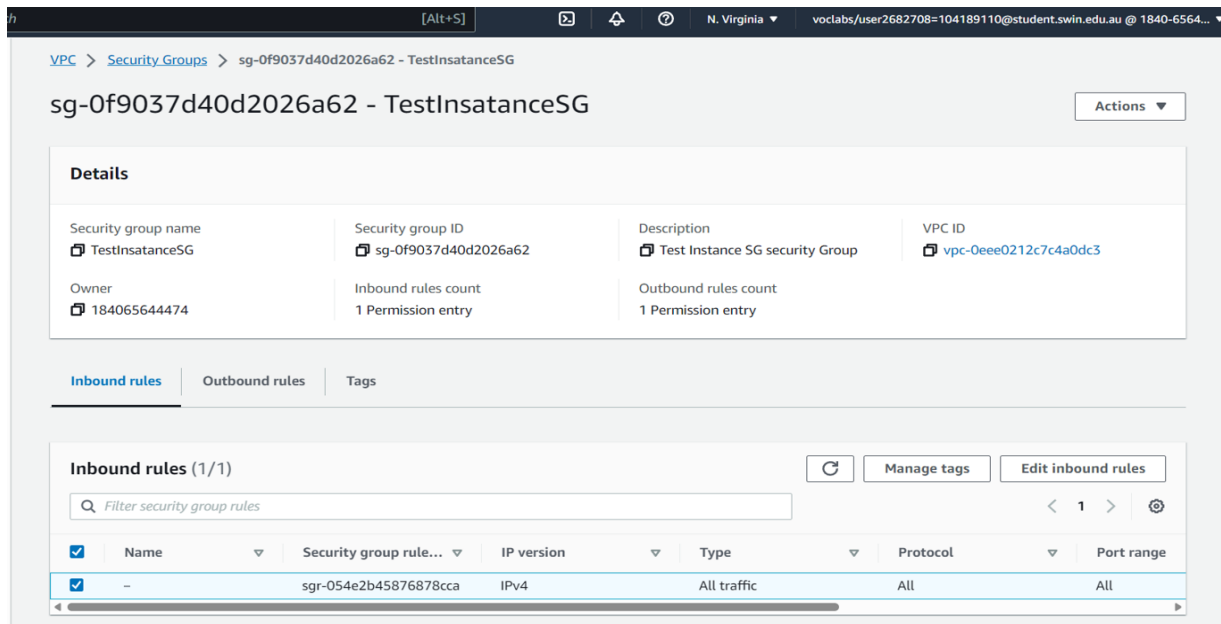 [Alt+S] N. Virginia ▼ voclabs/user2682708=104189110@student.swin.edu.au @ 1840-6564... ▼
VPC > Security Groups > sg-0f9037d40d2026a62 - TestInsatanceSG
sg-0f9037d40d2026a62 - TestInsatanceSG
Actions ▼
Details
Security group name Security group ID Description VPC ID
TestInsatanceSG sg-0f9037d40d2026a62 Test Instance SG security Group vpc-0eee0212c7c4a0dc3
Owner Inbound rules count Outbound rules count
184065644474 1 Permission entry 1 Permission entry
Inbound rules Outbound rules Tags
Inbound rules (1/1) Manage tags Edit inbound rules
Filter security group rules < 1 >
Name Security group rule... IP version Type Protocol Port range
– sgr-054e2b45876878cca IPv4 All traffic All All